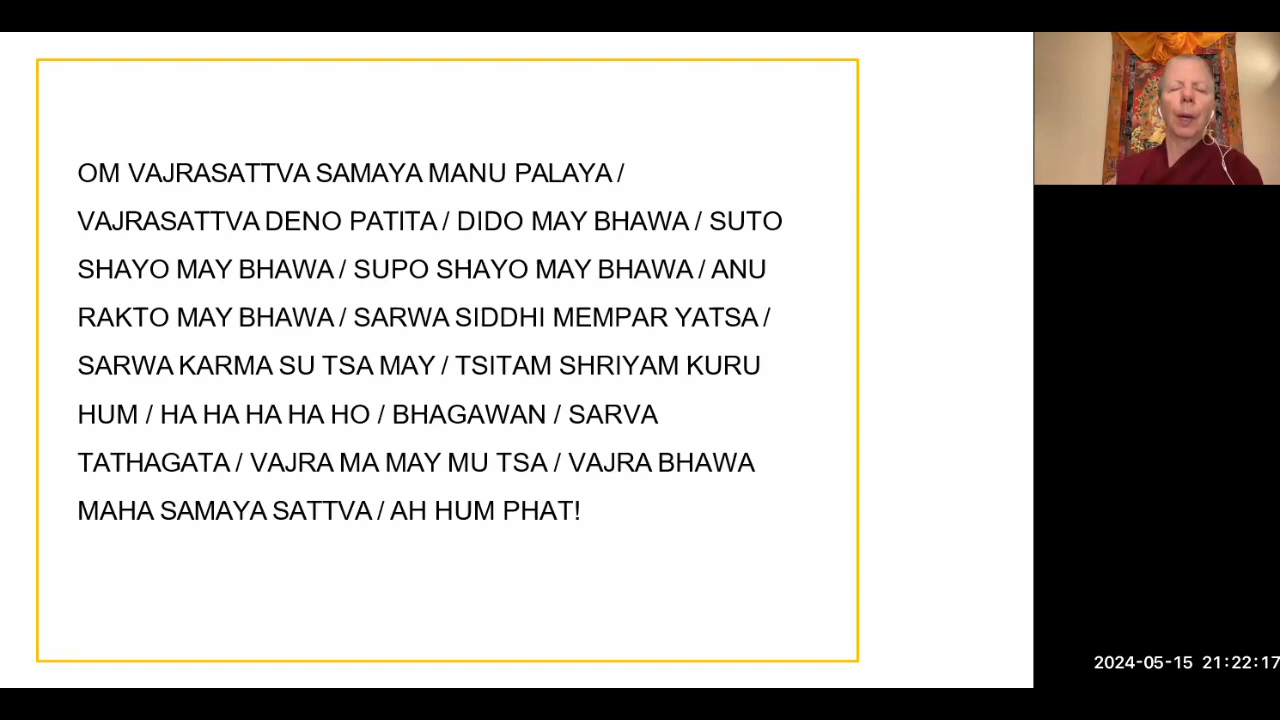 OM VAJRASATTVA SAMAYA MANU PALAYA /
VAJRASATTVA DENO PATITA / DIDO MAY BHAWA / SUTO
SHAYO MAY BHAWA / SUPO SHAYO MAY BHAWA / ANU
RAKTO MAY BHAWA / SARWA SIDDHI MEMPAR YATSA /
SARWA KARMA SU TSA MAY / TSITAM SHRIYAM KURU
HUM / HA HA HA HA HO / BHAGAWAN / SARVA
TATHAGATA / VAJRA MA MAY MU TSA / VAJRA BHAWA
MAHA SAMAYA SATTVA / AH HUM PHAT!
2024-05-15 21:22:17